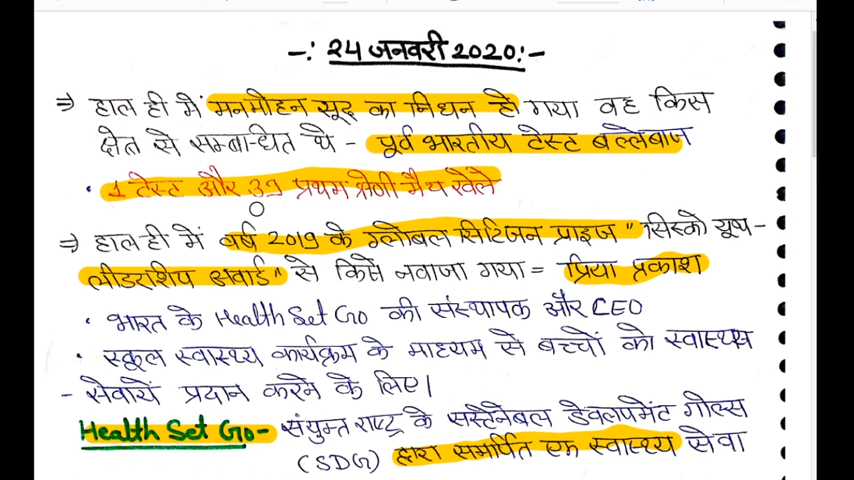 -: 24 जनवरी 2020:-
⇒ हाल ही में मनमोहन सूद का निधन हो गया वह किस
क्षेत्र से सम्बान्धित थे - पूर्व भारतीय टेस्ट बल्लेबाज
· 1 टेस्ट और 39 प्रथम श्रेणी मैच खेले
⇒ हाल ही में वर्ष 2019 के ग्लोबल सिटिजन प्राइज "सिस्को यूथ-
लीडरशिप अवार्ड" से किसे नवाजा गया = प्रिया प्रकाश
· भारत के Health Set Go की संस्थापक और CEO
· स्कूल स्वास्थ्य कार्यक्रम के माध्यम से बच्चों को स्वास्थ्य
- सेवायें प्रदान करने के लिए।
Health Set Go- संयुक्त राष्ट्र के सस्टेनेबल डेवलपमेंट गोल्स
(SDG) द्वारा समर्पित एक स्वास्थ्य सेवा